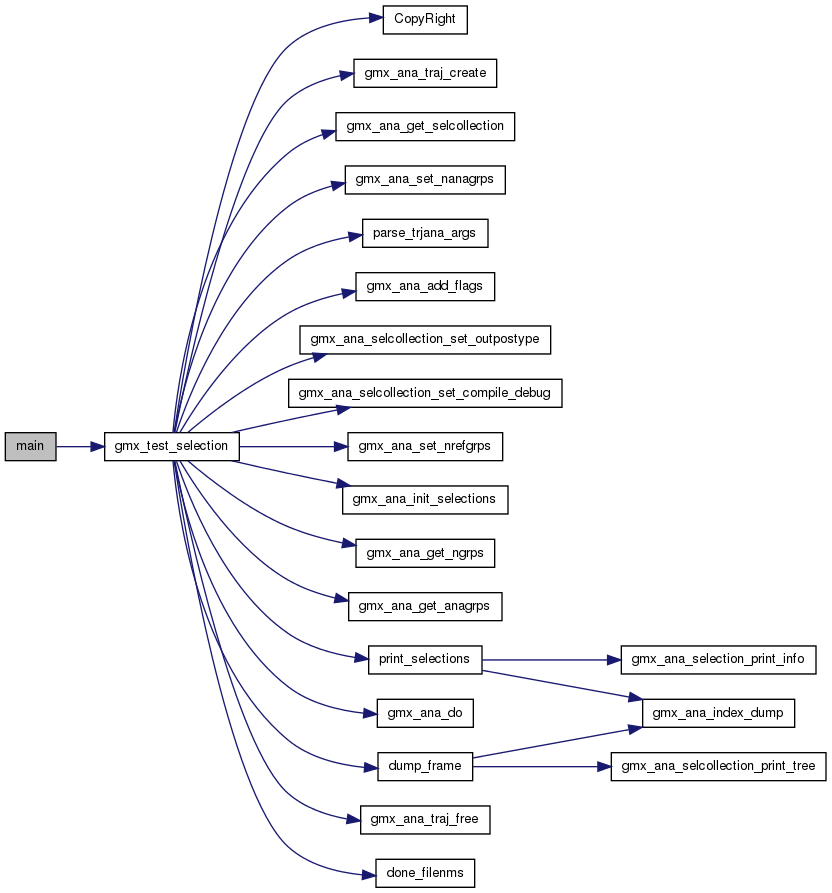 CopyRight
gmx_ana_traj_create
gmx_ana_get_selcollection
gmx_ana_set_nanagrps
parse_trjana_args
gmx_ana_add_flags
gmx_ana_selcollection_set_outpostype
gmx_ana_selcollection_set_compile_debug
main
gmx_test_selection
gmx_ana_set_nrefgrps
gmx_ana_init_selections
gmx_ana_get_ngrps
gmx_ana_get_anagrps
print_selections
gmx_ana_selection_print_info
gmx_ana_do
gmx_ana_index_dump
dump_frame
gmx_ana_selcollection_print_tree
gmx_ana_traj_free
done_filenms